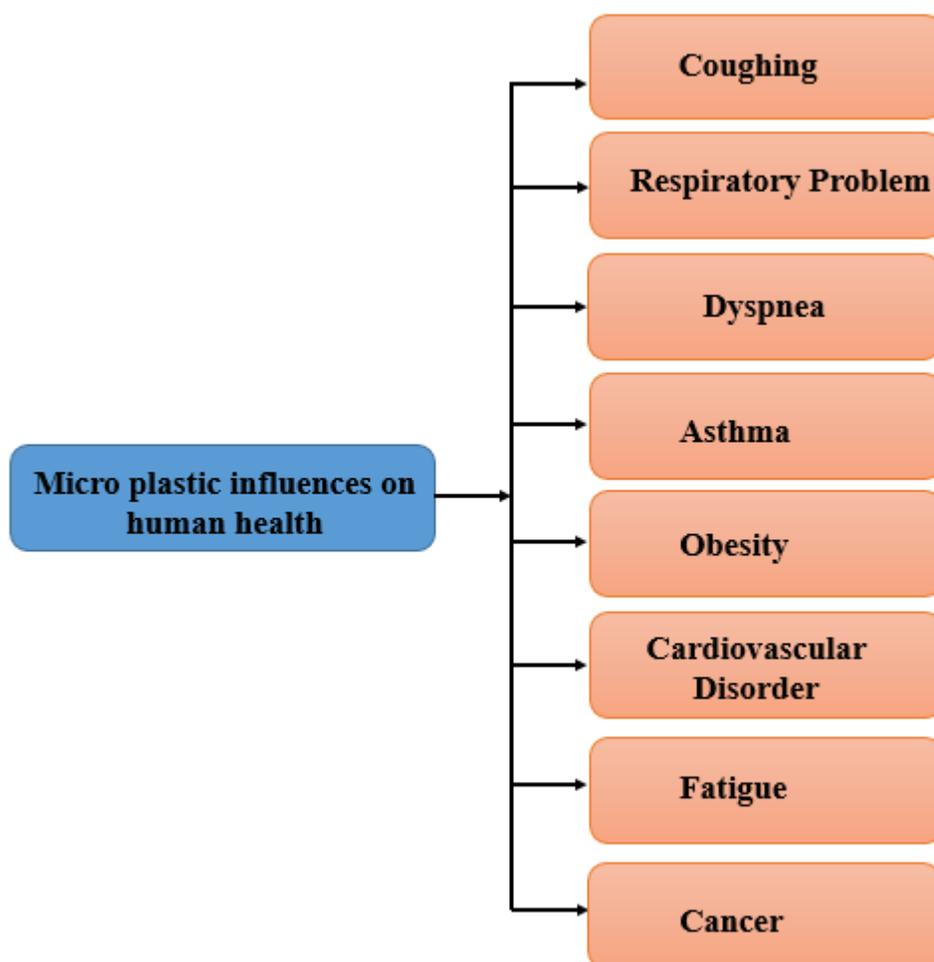 Coughing
Respiratory Problem
Dyspnea
Asthma
Micro plastic influences on
human health
Obesity
Cardiovascular
Disorder
Fatigue
Cancer